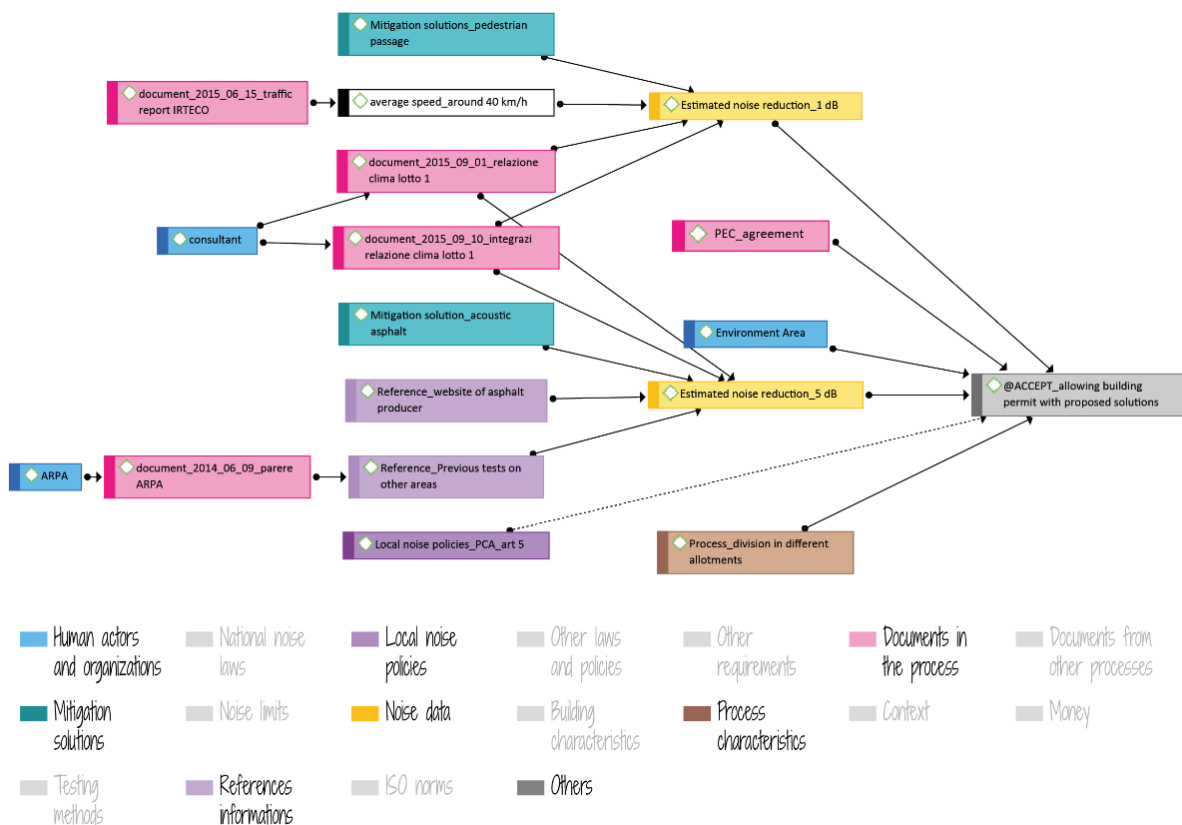 Mitigation solutions_pedestrian
passage
document_2015_06_15_traffic
report IRTECO
average speed_around 40 km/h
Estimated noise reduction_1 dB
document_2015_09_01_relazione
clima lotto 1
consultant
document_2015_09_10_integrazi
relazione clima lotto 1
PEC_agreement
Mitigation solution_acoustic
asphalt
Environment Area
Reference_website of asphalt
producer
Estimated noise reduction_5 dB
@ACCEPT_allowing building
permit with proposed solutions
ARPA
document_2014_06_09_parere
ARPA
Reference_Previous tests on
other areas
Local noise policies_PCA_art 5
Process_division in different
allotments
Human actors
and organizations
National noise
laws
Local noise
policies
Other laws
and policies
Other
requirements
Documents in
the process
Documents from
other processes
Mitigation
solutions
Noise limits
Noise data
Building
characteristics
Process
characteristics
Context
Money
Testing
methods
References
informations
ISO norms
Others